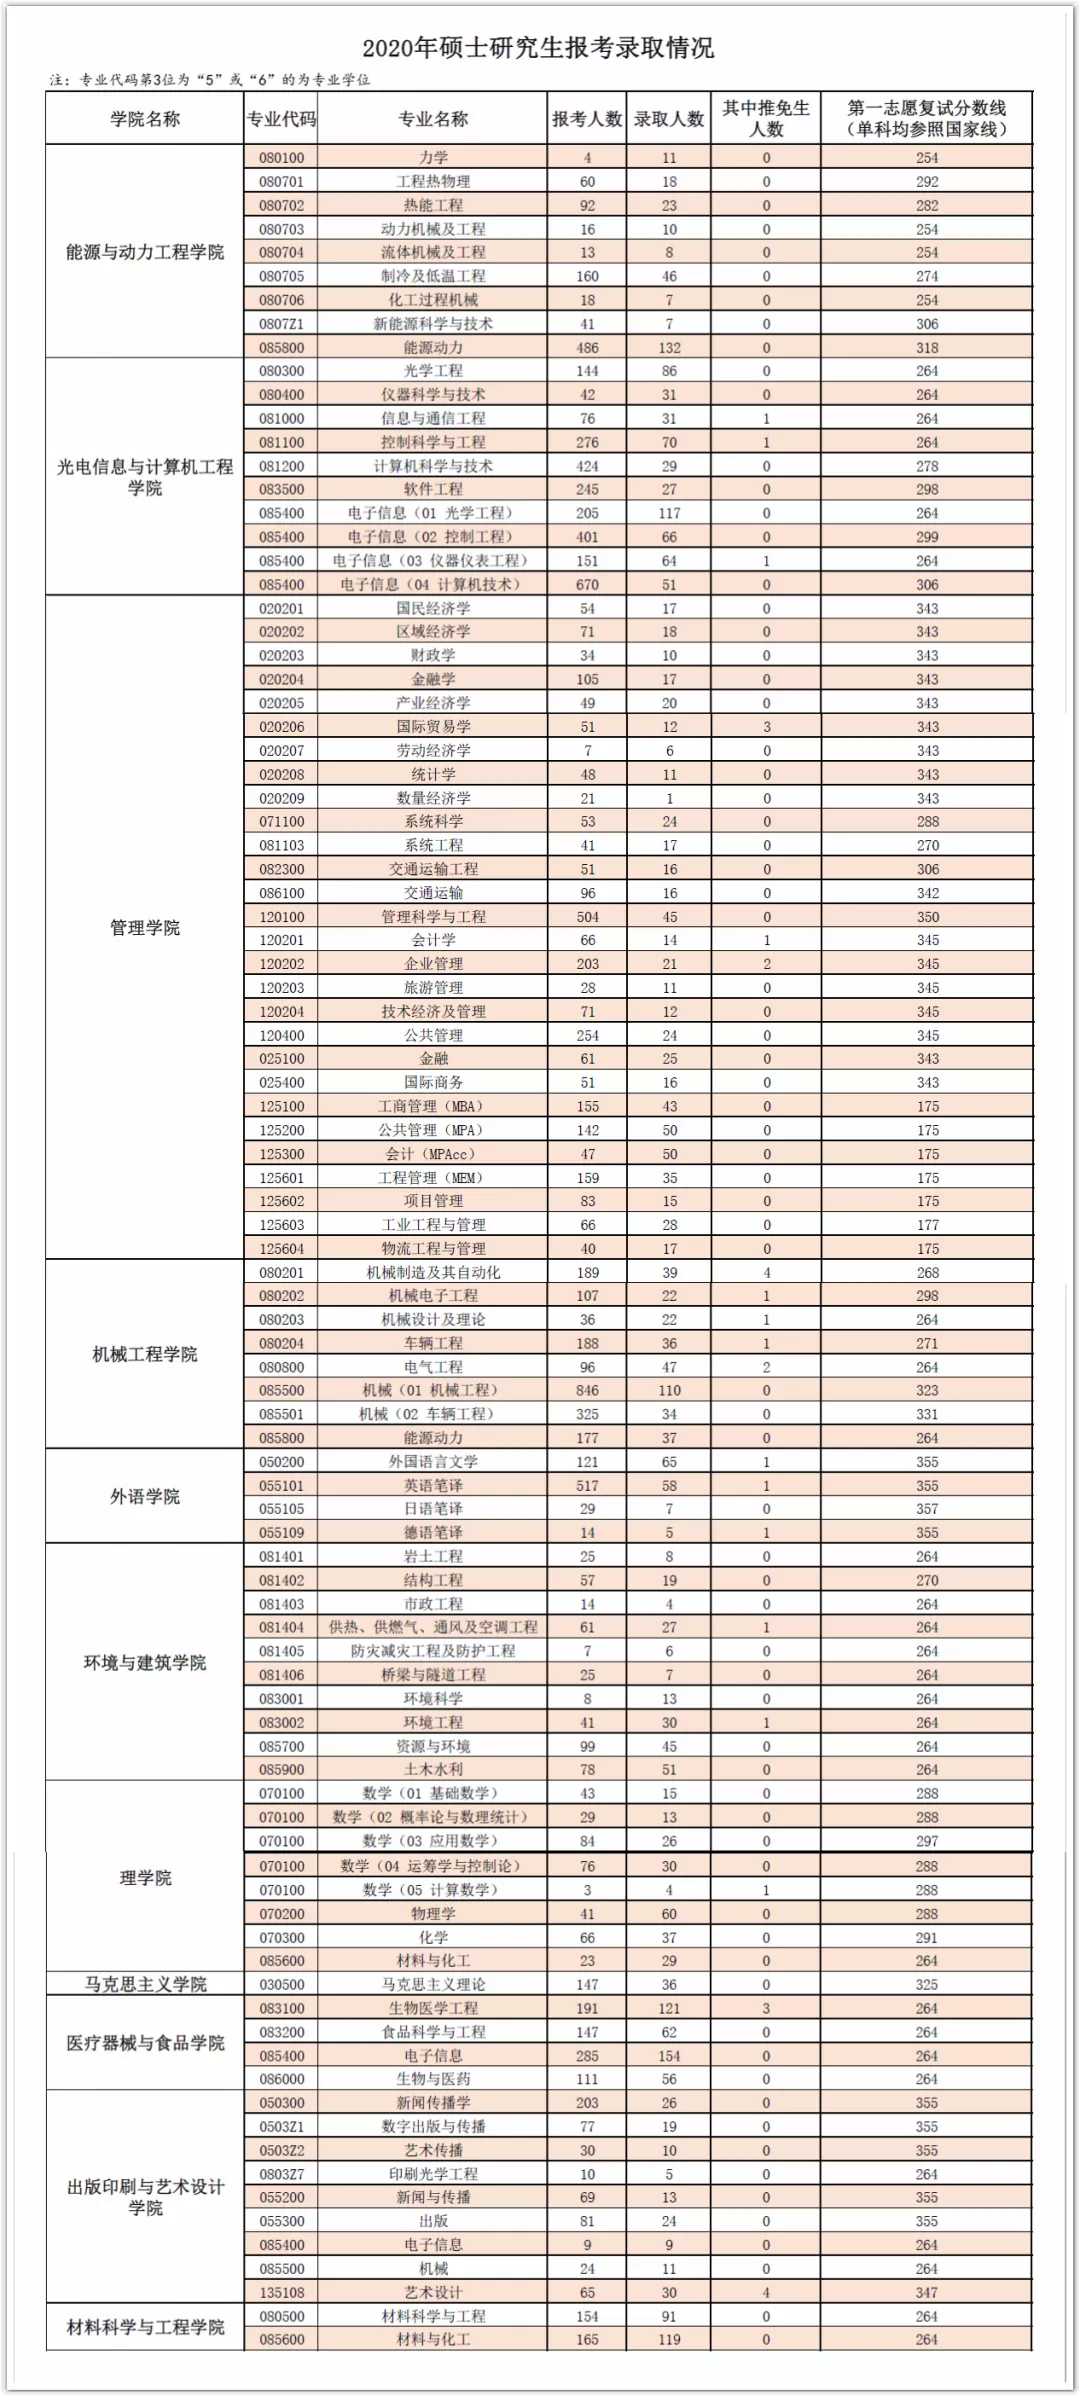 2020年硕士研究生报考录取情况
注：专业代码第3位为“5”或“6”的为专业学位
学院名称 专业代码 专业名称 报考人数 录取人数 其中推免生人数 第一志愿复试分数线（单科均参照国家线）
能源与动力工程学院
080100 力学 4 11 0 254
080701 工程热物理 60 18 0 292
080702 热能工程 92 23 0 282
080703 动力机械及工程 16 10 0 254
080704 流体机械及工程 13 8 0 254
080705 制冷及低温工程 160 46 0 274
080706 化工过程机械 18 7 0 254
0807Z1 新能源科学与技术 41 7 0 306
085800 能源动力 486 132 0 318
光电信息与计算机工程学院
080300 光学工程 144 86 0 264
080400 仪器科学与技术 42 31 0 264
081000 信息与通信工程 76 31 1 264
081100 控制科学与工程 276 70 1 264
081200 计算机科学与技术 424 29 0 278
083500 软件工程 245 27 0 298
085400 电子信息（01 光学工程） 205 117 0 264
085400 电子信息（02 控制工程） 401 66 0 299
085400 电子信息（03 仪器仪表工程） 151 64 1 264
085400 电子信息（04 计算机技术） 670 51 0 306
管理学院
020201 国民经济学 54 17 0 343
020202 区域经济学 71 18 0 343
020203 财政学 34 10 0 343
020204 金融学 105 17 0 343
020205 产业经济学 49 20 0 343
020206 国际贸易学 51 12 3 343
020207 劳动经济学 7 6 0 343
020208 统计学 48 11 0 343
020209 数量经济学 21 1 0 343
071100 系统科学 53 24 0 288
081103 系统工程 41 17 0 270
082300 交通运输工程 51 16 0 306
086100 交通运输 96 16 0 342
120100 管理科学与工程 504 45 0 350
120201 会计学 66 14 1 345
120202 企业管理 203 21 2 345
120203 旅游管理 28 11 0 345
120204 技术经济及管理 71 12 0 345
120400 公共管理 254 24 0 345
025100 金融 61 25 0 343
025400 国际商务 51 16 0 343
125100 工商管理（MBA） 155 43 0 175
125200 公共管理（MPA） 142 50 0 175
125300 会计（MPAcc） 47 50 0 175
125601 工程管理（MEM） 159 35 0 175
125602 项目管理 83 15 0 175
125603 工业工程与管理 66 28 0 177
125604 物流工程与管理 40 17 0 175
机械工程学院
080201 机械制造及其自动化 189 39 4 268
080202 机械电子工程 107 22 1 298
080203 机械设计及理论 36 22 1 264
080204 车辆工程 188 36 1 271
080800 电气工程 96 47 2 264
085500 机械（01 机械工程） 846 110 0 323
085501 机械（02 车辆工程） 325 34 0 331
085800 能源动力 177 37 0 264
外语学院
050200 外国语言文学 121 65 1 355
055101 英语笔译 517 58 1 355
055105 日语笔译 29 7 0 357
055109 德语笔译 14 5 1 355
环境与建筑学院
081401 岩土工程 25 8 0 264
081402 结构工程 57 19 0 270
081403 市政工程 14 4 0 264
081404 供热、供燃气、通风及空调工程 61 27 1 264
081405 防灾减灾工程及防护工程 7 6 0 264
081406 桥梁与隧道工程 25 7 0 264
083001 环境科学 8 13 0 264
083002 环境工程 41 30 1 264
085700 资源与环境 99 45 0 264
085900 土木水利 78 51 0 264
理学院
070100 数学（01 基础数学） 43 15 0 288
070100 数学（02 概率论与数理统计） 29 13 0 288
070100 数学（03 应用数学） 84 26 0 297
070100 数学（04 运筹学与控制论） 76 30 0 288
070100 数学（05 计算数学） 3 4 1 288
070200 物理学 41 60 0 288
070300 化学 66 37 0 291
085600 材料与化工 23 29 0 264
马克思主义学院
030500 马克思主义理论 147 36 0 325
医疗器械与食品学院
083100 生物医学工程 191 121 3 264
083200 食品科学与工程 147 62 0 264
085400 电子信息 285 154 0 264
086000 生物与医药 111 56 0 264
出版印刷与艺术设计学院
050300 新闻传播学 203 26 0 355
0503Z1 数字出版与传播 77 19 0 355
0503Z2 艺术传播 30 10 0 355
0803Z7 印刷光学工程 10 5 0 264
055200 新闻与传播 69 13 0 355
055300 出版 81 24 0 355
085400 电子信息 9 9 0 264
085500 机械 24 11 0 264
135108 艺术设计 65 30 4 347
材料科学与工程学院
080500 材料科学与工程 154 91 0 264
085600 材料与化工 165 119 0 264